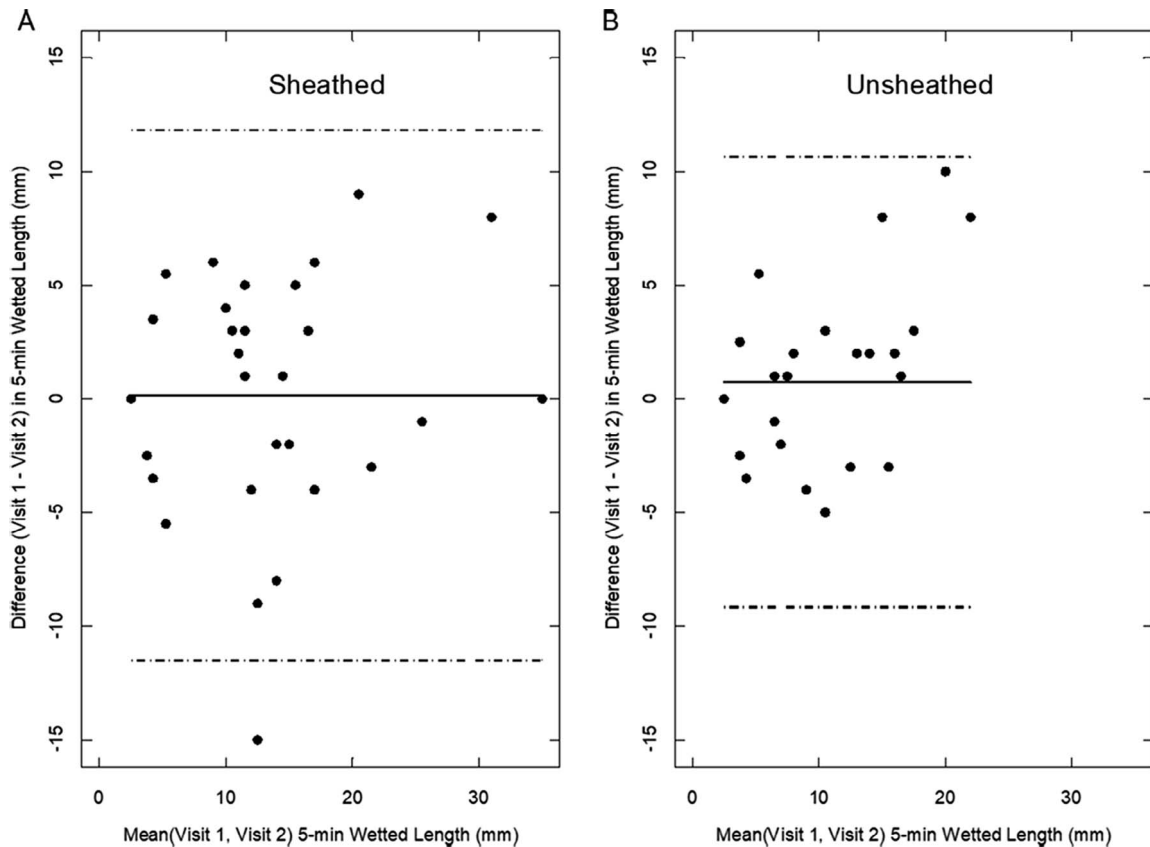 A
Sheathed
Difference (Visit 1 - Visit 2) in 5-min Wetted Length (mm)
15
10
5
0
-5
-10
-15
0 10 20 30
Mean(Visit 1, Visit 2) 5-min Wetted Length (mm)
B
Unsheathed
Difference (Visit 1 - Visit 2) in 5-min Wetted Length (mm)
15
10
5
0
-5
-10
-15
0 10 20 30
Mean(Visit 1, Visit 2) 5-min Wetted Length (mm)